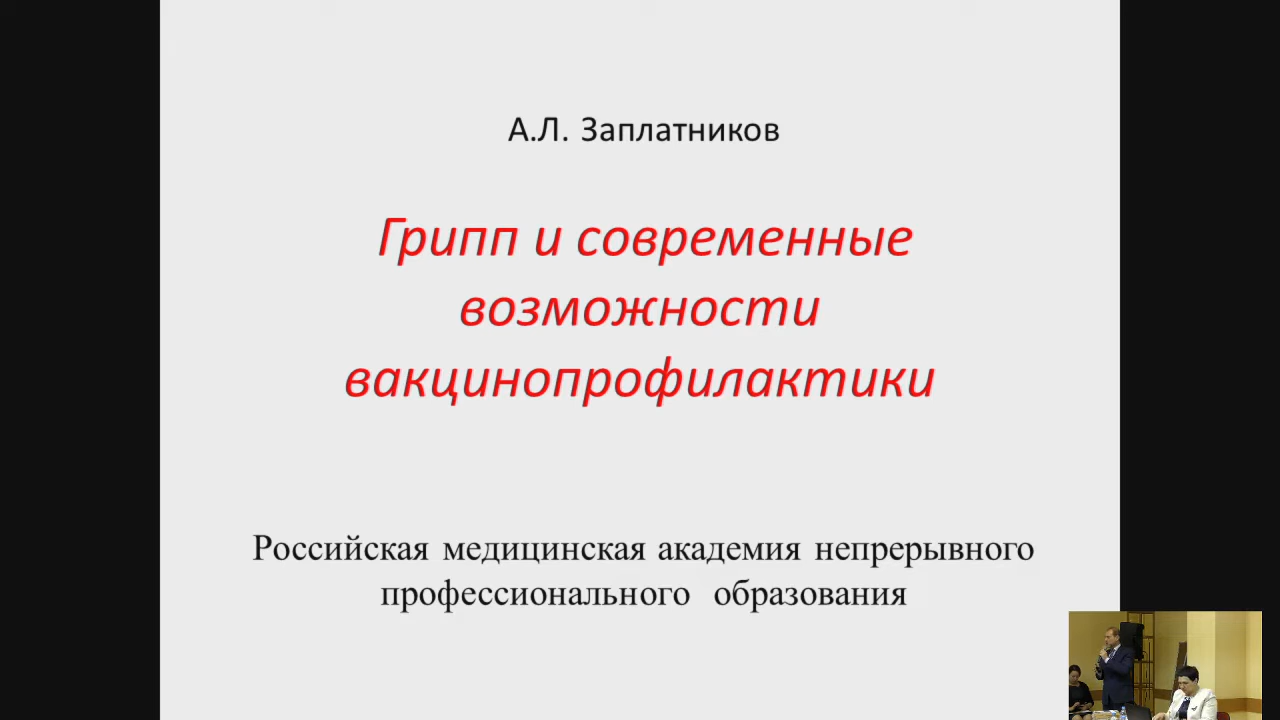 А.Л. Заплатников
Грипп и современные
возможности
вакцинопрофилактики
Российская медицинская академия непрерывного
профессионального образования